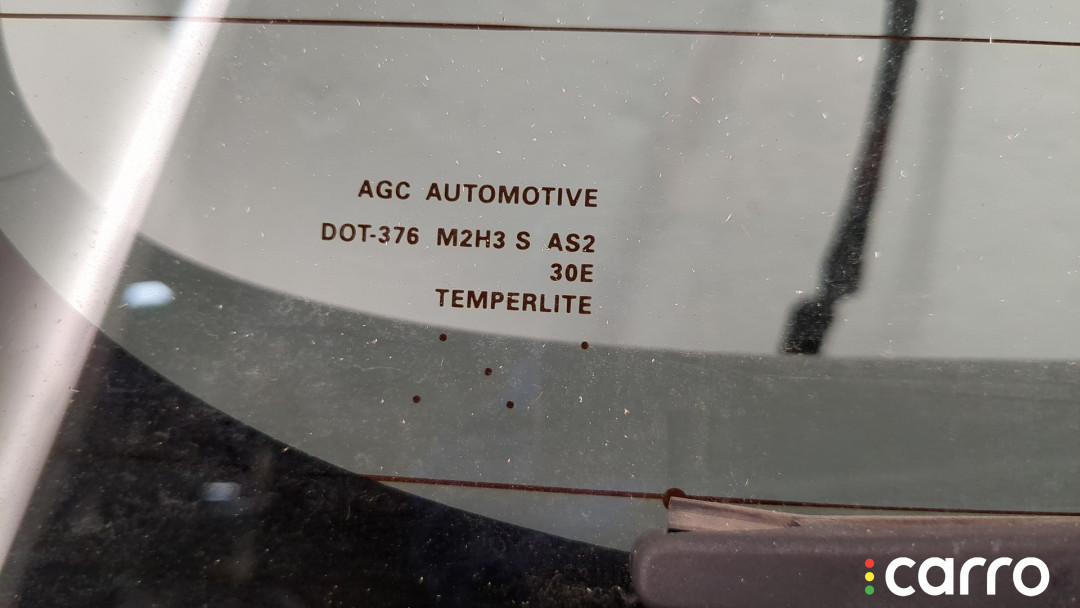 AGC AUTOMOTIVE
DOT-376 M2H3 S AS2
30E
TEMPERLITE
carro